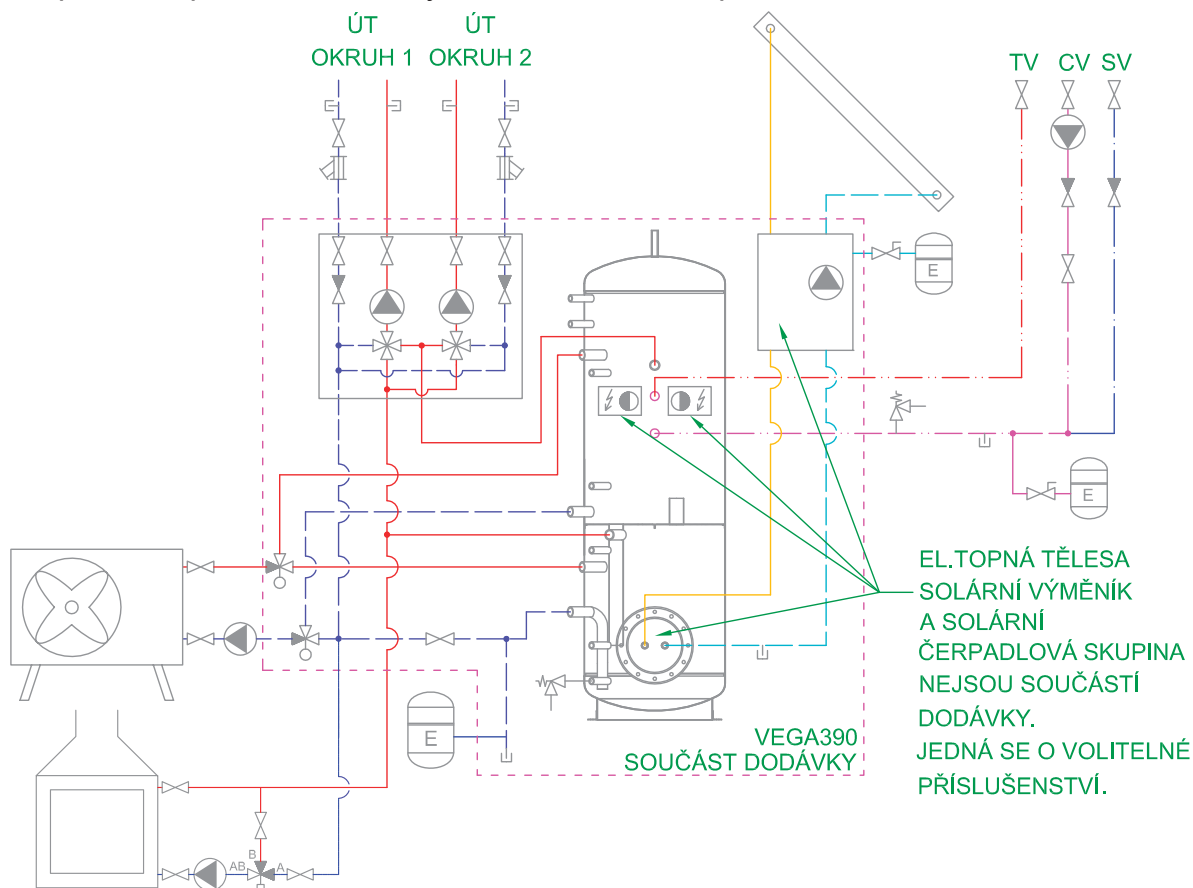 ÚT
OKRUH 1
ÚT
OKRUH 2
TV
CV
SV
E
E
EL.TOPNÁ TĚLESA
SOLÁRNÍ VÝMĚNÍK
A SOLÁRNÍ
ČERPADLOVÁ SKUPINA
NEJSOU SOUČÁSTÍ
DODÁVKY.
JEDNÁ SE O VOLITELNÉ
PŘÍSLUŠENSTVÍ.
E
VEGA390
SOUČÁST DODÁVKY
B
AB
A